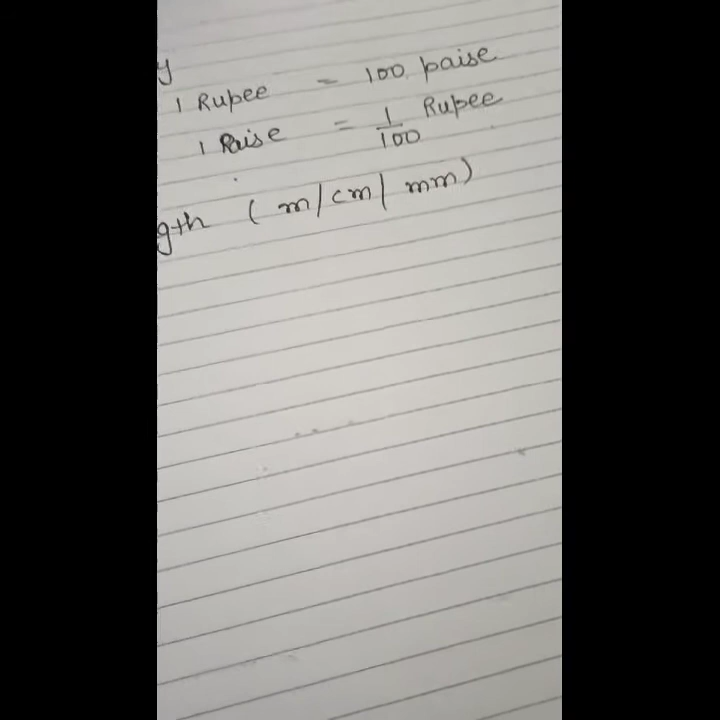 y
1 Rupee = 100 paise
1 Paise = 1/100 Rupee
gth ( m/cm/ mm)